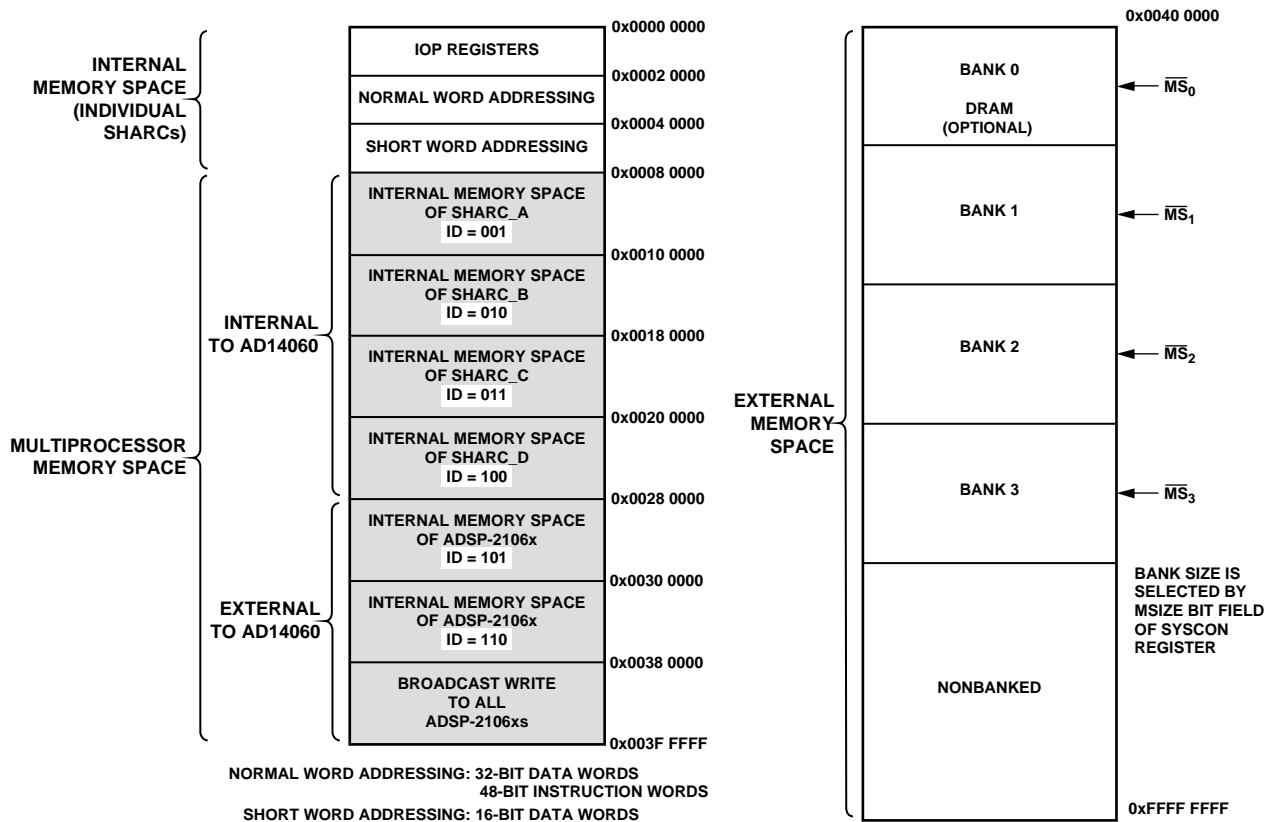 0x0000 0000
IOP REGISTERS
0x0002 0000
NORMAL WORD ADDRESSING
0x0004 0000
SHORT WORD ADDRESSING
0x0008 0000
INTERNAL
MEMORY SPACE
(INDIVIDUAL
SHARCs)
INTERNAL MEMORY SPACE
OF SHARC_A
ID = 001
0x0010 0000
INTERNAL MEMORY SPACE
OF SHARC_B
ID = 010
0x0018 0000
INTERNAL MEMORY SPACE
OF SHARC_C
ID = 011
0x0020 0000
INTERNAL MEMORY SPACE
OF SHARC_D
ID = 100
0x0028 0000
INTERNAL
TO AD14060
MULTIPROCESSOR
MEMORY SPACE
INTERNAL MEMORY SPACE
OF ADSP-2106x
ID = 101
0x0030 0000
INTERNAL MEMORY SPACE
OF ADSP-2106x
ID = 110
0x0038 0000
EXTERNAL
TO AD14060
BROADCAST WRITE
TO ALL
ADSP-2106xs
0x003F FFFF
NORMAL WORD ADDRESSING: 32-BIT DATA WORDS
48-BIT INSTRUCTION WORDS
SHORT WORD ADDRESSING: 16-BIT DATA WORDS
0x0040 0000
BANK 0
DRAM
(OPTIONAL)
MS0
BANK 1
MS1
BANK 2
MS2
EXTERNAL
MEMORY
SPACE
BANK 3
MS3
BANK SIZE IS
SELECTED BY
MSIZE BIT FIELD
OF SYSCON
REGISTER
NONBANKED
0xFFFF FFFF